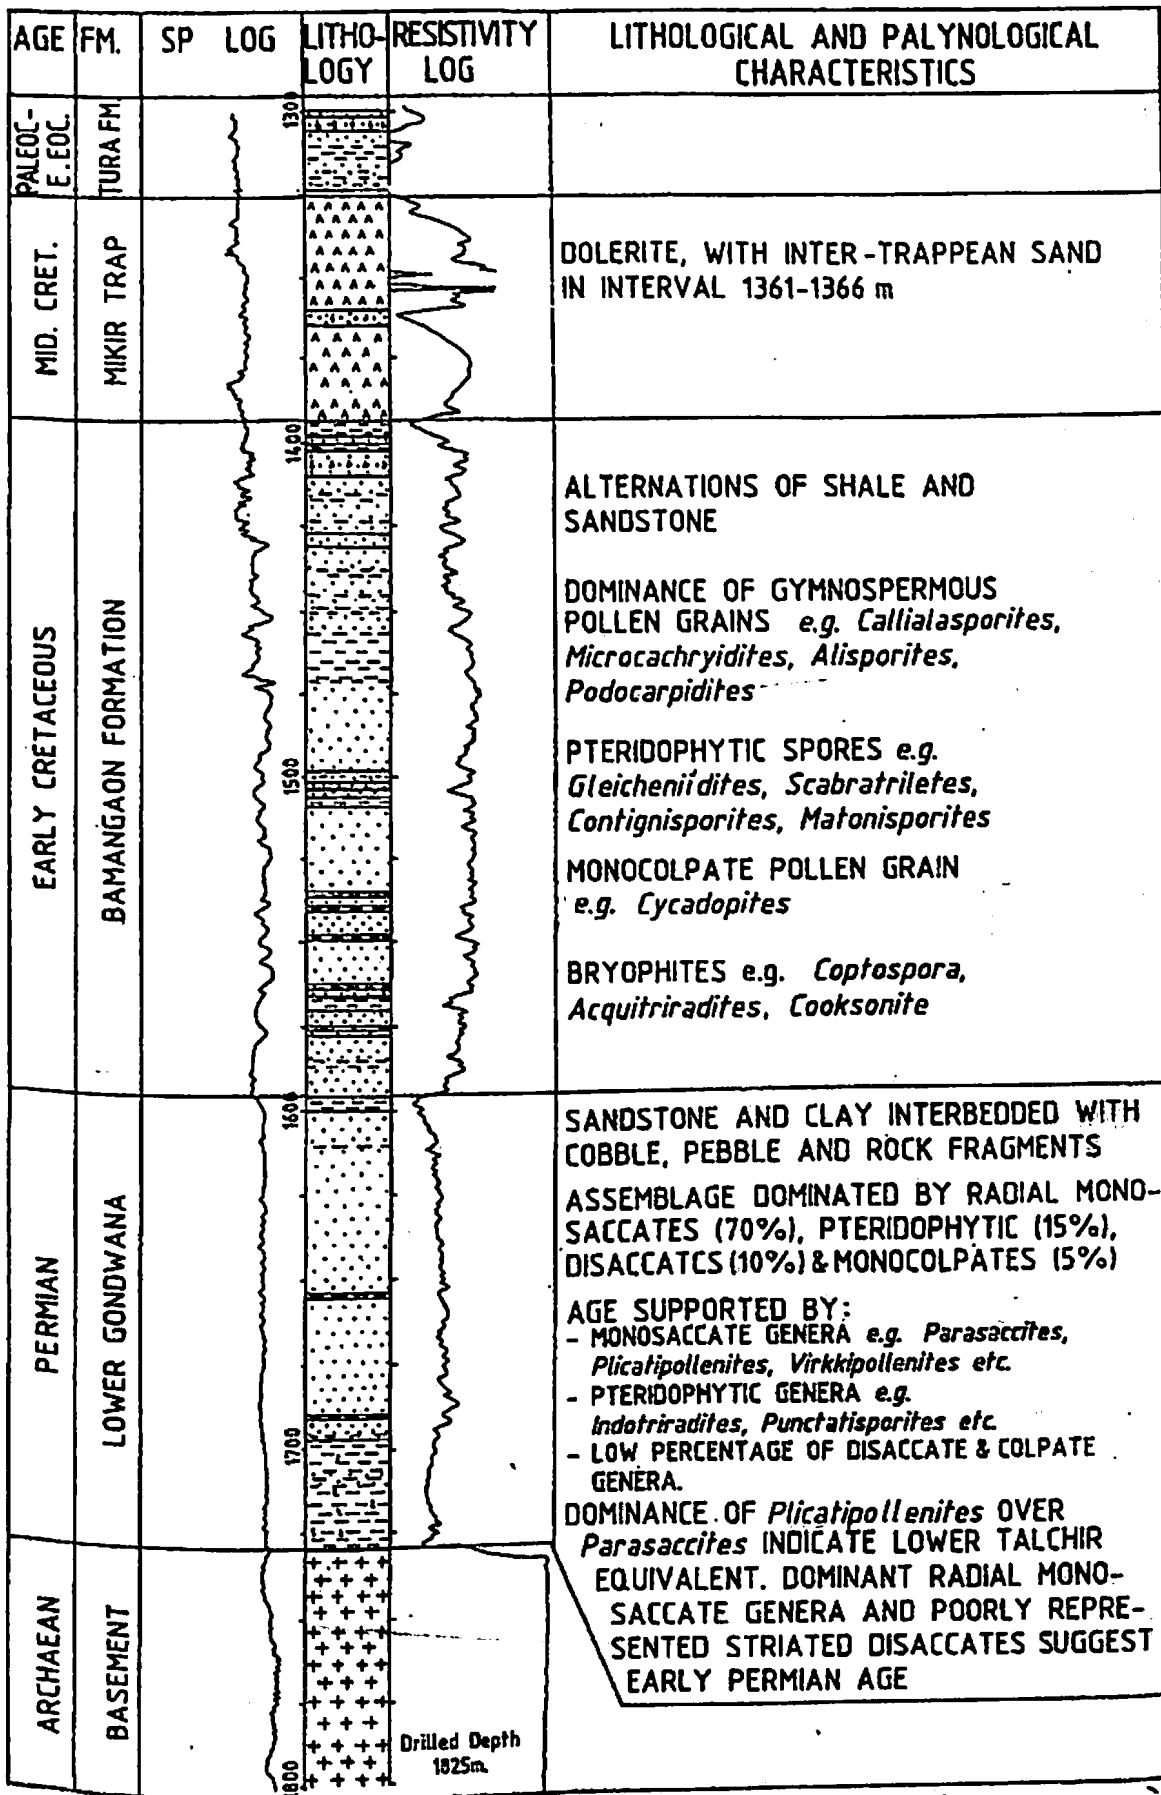 AGE FM. SP LOG LITHO- RESISTIVITY LITHOLOGICAL AND PALYNOLOGICAL
LOGY LOG CHARACTERISTICS
PALEOC-
E. EOC.
TURA FM.
1300
MID. CRET.
MIKIR TRAP
DOLERITE, WITH INTER-TRAPPEAN SAND
IN INTERVAL 1361-1366 m
EARLY CRETACEOUS
BAMANGAON FORMATION
1400
1500
ALTERNATIONS OF SHALE AND
SANDSTONE
DOMINANCE OF GYMNOSPERMOUS
POLLEN GRAINS e.g. Callialasporites,
Microcachryidites, Alisporites,
Podocarpidites
PTERIDOPHYTIC SPORES e.g.
Gleicheniidites, Scabratriletes,
Contignisporites, Matonisporites
MONOCOLPATE POLLEN GRAIN
e.g. Cycadopites
BRYOPHITES e.g. Coptospora,
Acquitriradites, Cooksonite
PERMIAN
LOWER GONDWANA
1600
1700
SANDSTONE AND CLAY INTERBEDDED WITH
COBBLE, PEBBLE AND ROCK FRAGMENTS
ASSEMBLAGE DOMINATED BY RADIAL MONO-
SACCATES (70%), PTERIDOPHYTIC (15%),
DISACCATCS (10%) & MONOCOLPATES (5%)
AGE SUPPORTED BY:
- MONOSACCATE GENERA e.g. Parasaccites,
Plicatipollenites, Virkkipollenites etc.
- PTERIDOPHYTIC GENERA e.g.
Indotriradites, Punctatisporites etc.
- LOW PERCENTAGE OF DISACCATE & COLPATE
GENERA.
DOMINANCE OF Plicatipollenites OVER
Parasaccites INDICATE LOWER TALCHIR
EQUIVALENT. DOMINANT RADIAL MONO-
SACCATE GENERA AND POORLY REPRE-
SENTED STRIATED DISACCATES SUGGEST
EARLY PERMIAN AGE
ARCHAEAN
BASEMENT
1800
Drilled Depth
1825m.